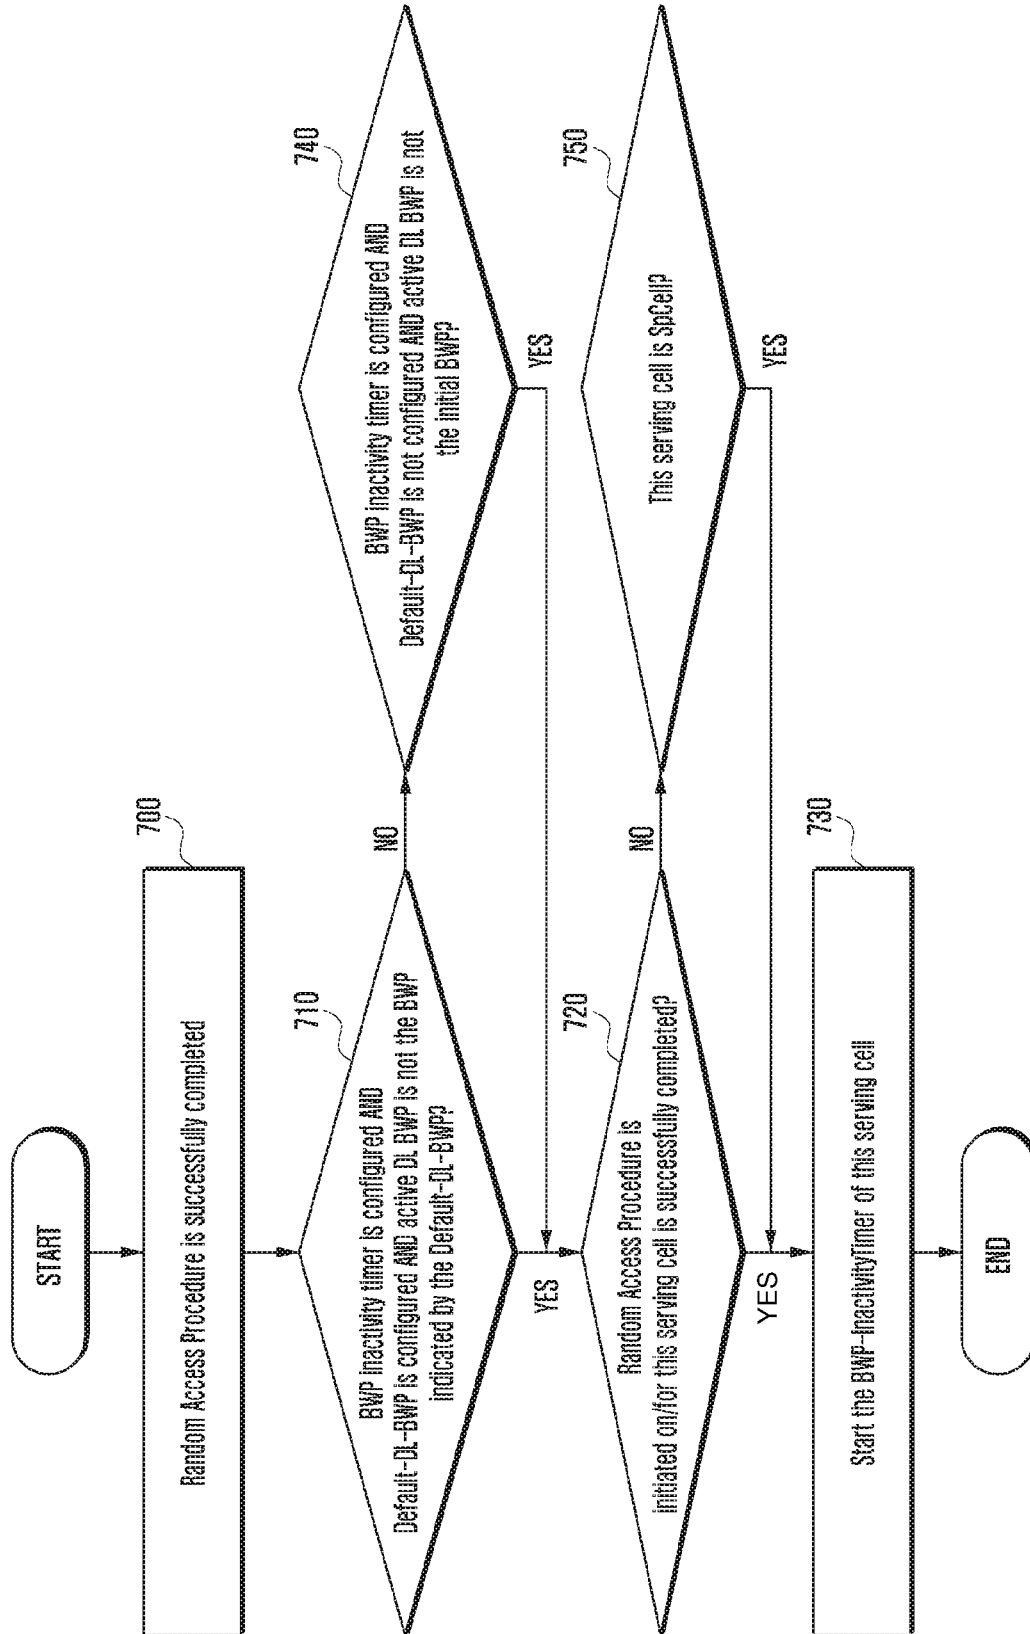 START
700
Random Access Procedure is successfully completed
710
BWP inactivity timer is configured AND
Default-DL-BWP is configured AND active DL BWP is not the BWP
indicated by the Default-DL-BWP?
NO
740
BWP inactivity timer is configured AND
Default-DL-BWP is not configured AND active DL BWP is not
the initial BWP?
YES
YES
720
Random Access Procedure is
initiated on/for this serving cell is successfully completed?
NO
750
This serving cell is SpCell?
YES
YES
730
Start the BWP-InactivityTimer of this serving cell
END